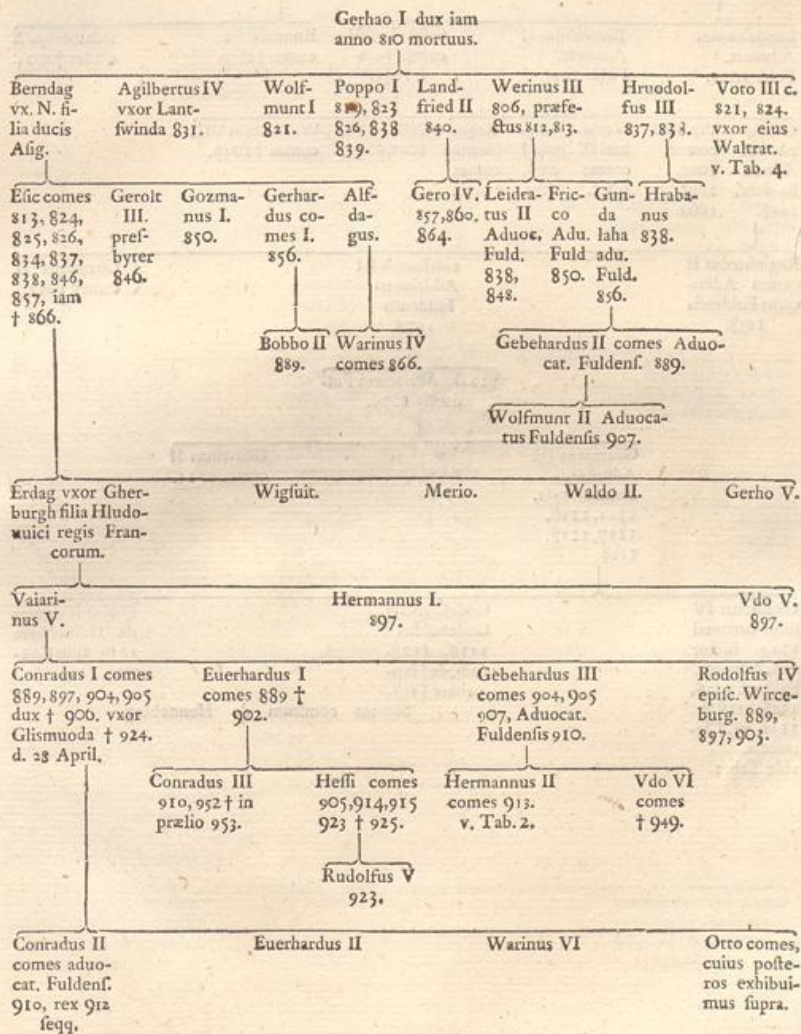 Gerhao I dux iam
anno 810 mortuus.
Berndag
vx. N. fi-
lia ducis
Aſig.
Agilbertus IV
vxor Lant-
ſwinda 831.
Wolf-
munt I
821.
Poppo I
819, 823
826, 838
839.
Land-
fried II
840.
Werinus III
806, præfe-
ctus 812, 813.
Hruodol-
fus III
837, 838.
Voto III c.
821, 824.
vxor eius
Waltrat.
v. Tab. 4.
Eſic comes
813, 824,
825, 826,
834, 837,
838, 846,
857, iam
† 866.
Gerolt
III.
preſ-
byter
846.
Gozma-
nus I.
850.
Gerhar-
dus co-
mes I.
856.
Alf-
da-
gus.
Gero IV.
857, 860.
864.
Leidra-
tus II
Aduoc.
Fuld.
838,
848.
Fric-
co
Adu.
Fuld
850.
Gun-
da
laha
adu.
Fuld.
856.
Hraba-
nus
838.
Bobbo II
889.
Warinus IV
comes 866.
Gebehardus II comes Aduo-
cat. Fuldenſ. 889.
Wolfmunt II Aduoca-
tus Fuldenſis 907.
Erdag vxor Gher-
burgh filia Hludo-
uuici regis Fran-
corum.
Wigſuit.
Merio.
Waldo II.
Gerho V.
Vaiari-
nus V.
Hermannus I.
897.
Vdo V.
897.
Conradus I comes
889, 897, 904, 905
dux † 906. vxor
Glismuoda † 924.
d. 28 April.
Euerhardus I
comes 889 †
902.
Gebehardus III
comes 904, 905
907, Aduocat.
Fuldenſis 910.
Rodolfus IV
epiſc. Wirce-
burg. 889,
897, 903.
Conradus III
910, 952 † in
prælio 953.
Heſſi comes
905, 914, 915
923 † 925.
Hermannus II
comes 913.
v. Tab. 2.
Vdo VI
comes
† 949.
Rudolfus V
923.
Conradus II
comes aduo-
cat. Fuldenſ.
910, rex 912
ſeqq.
Euerhardus II
Warinus VI
Otto comes,
cuius poſte-
ros exhibui-
mus ſupra.